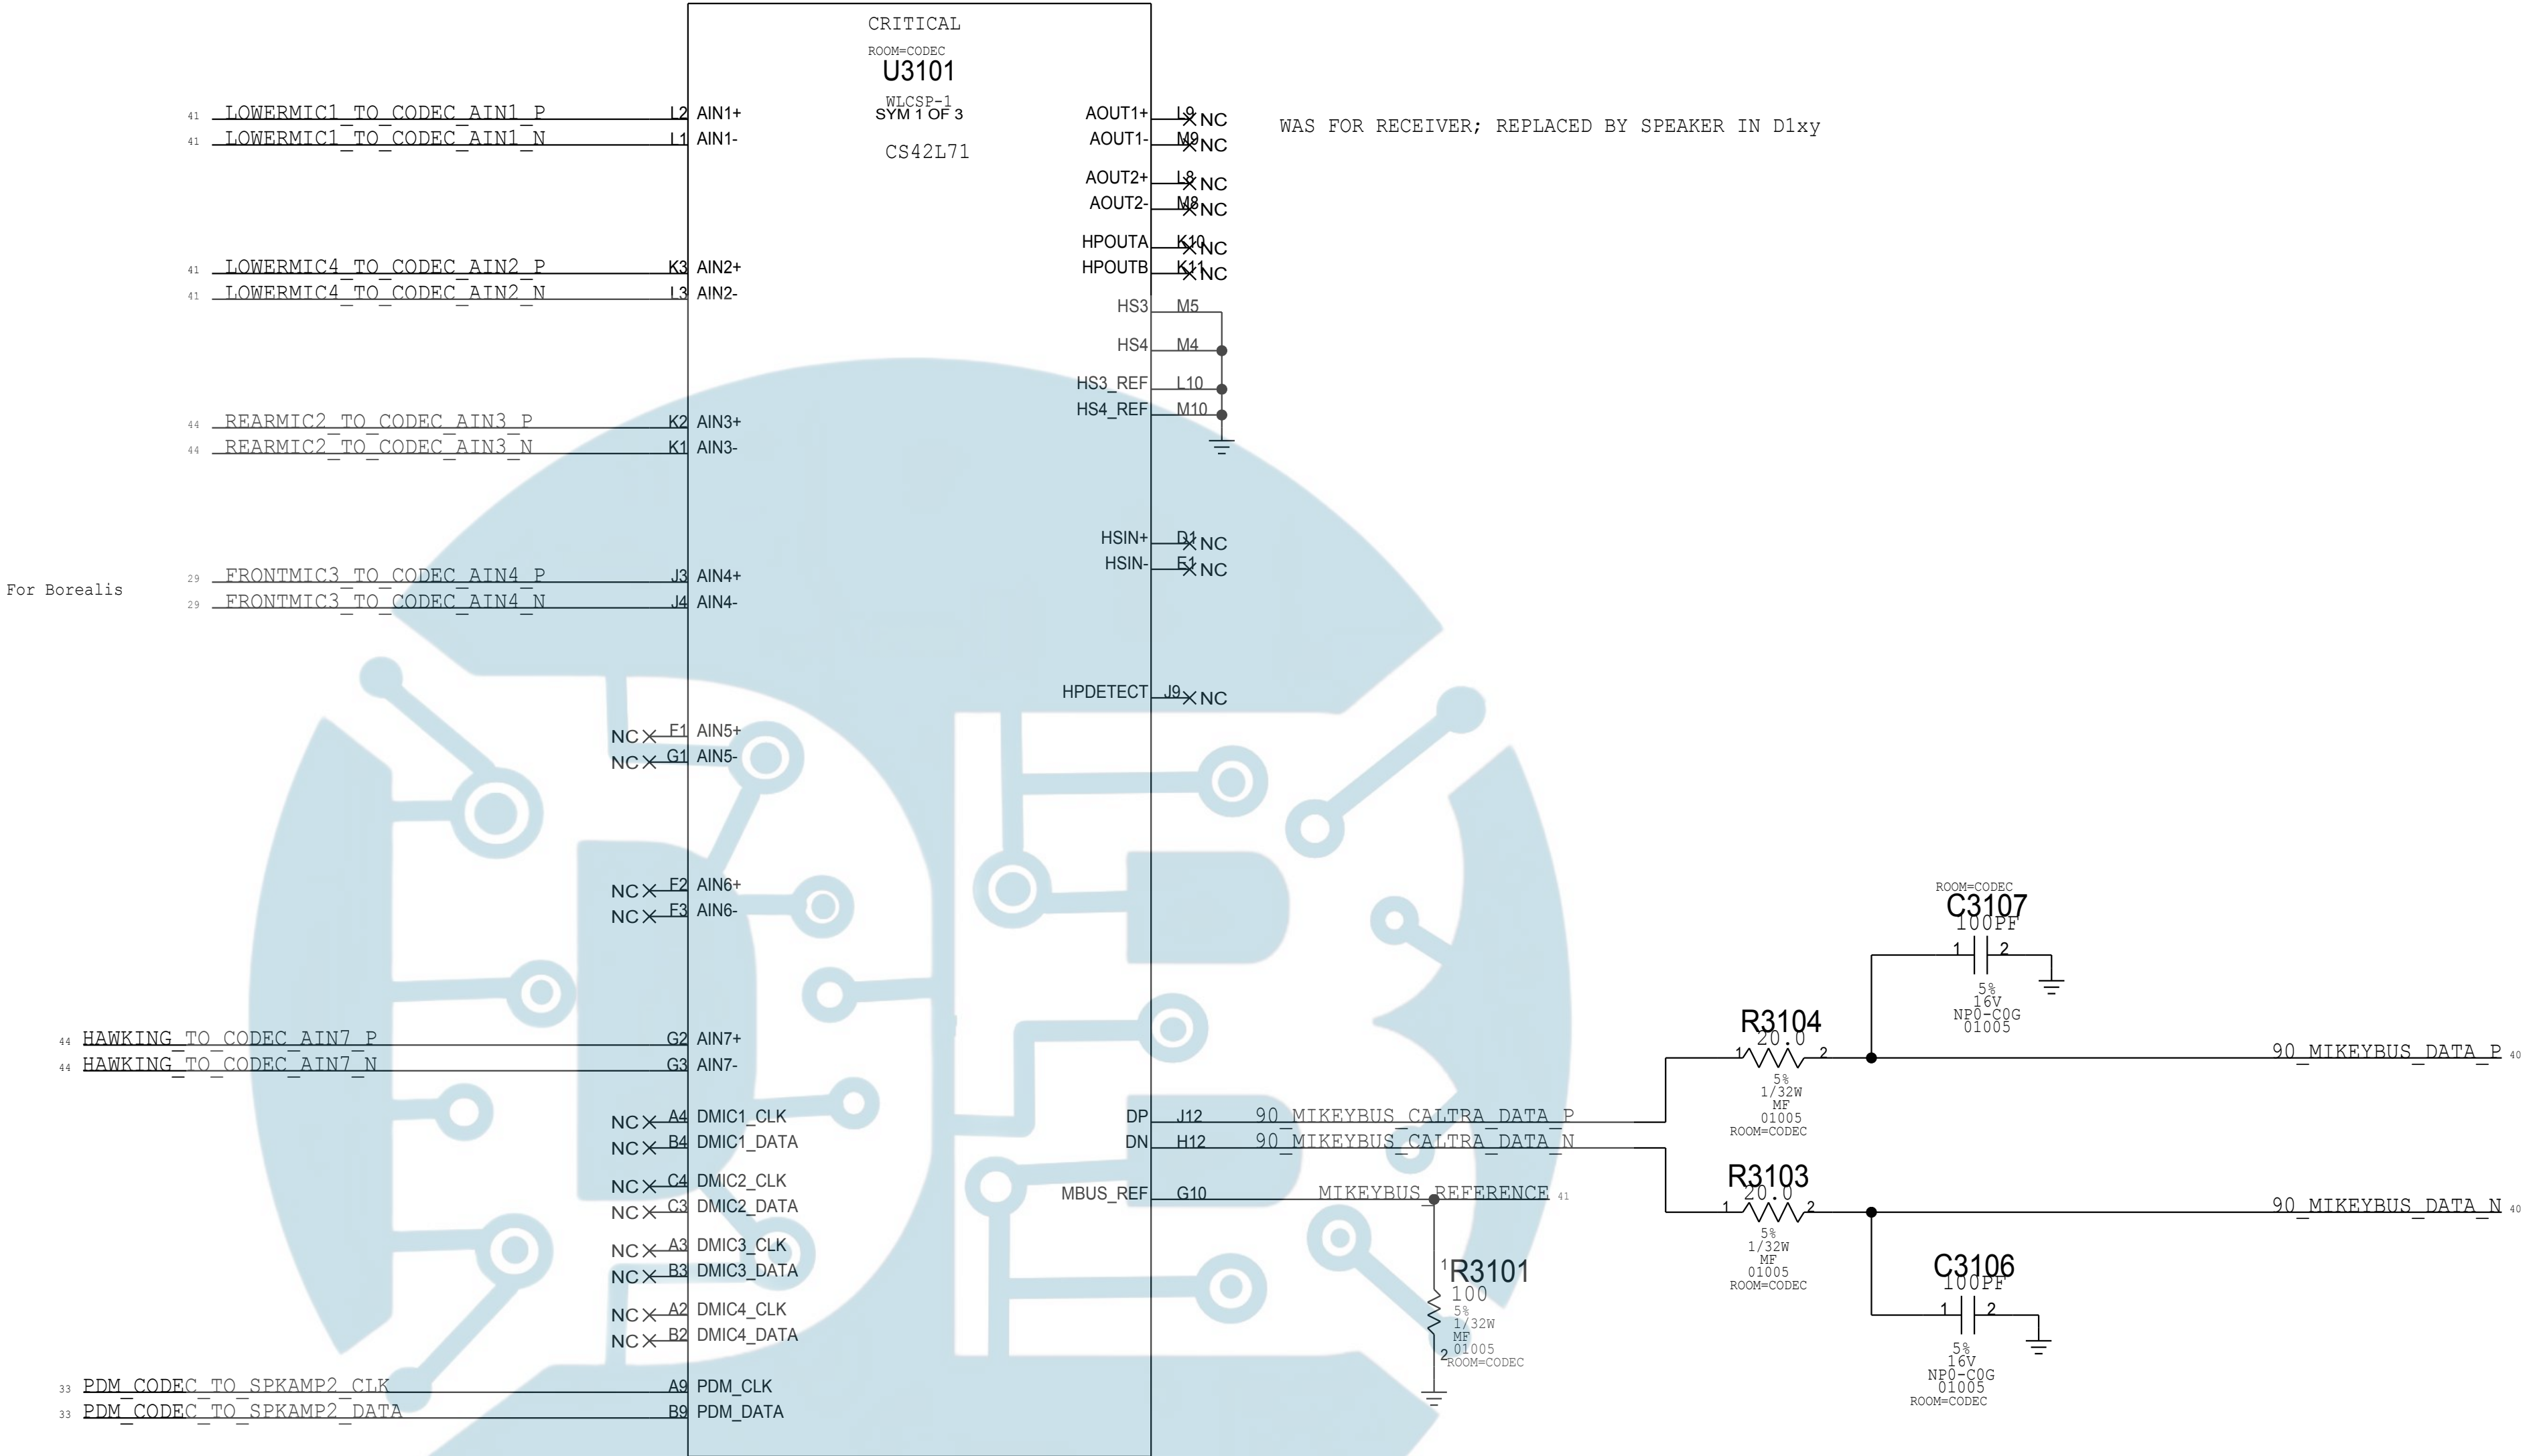 CRITICAL
ROOM=CODEC
U3101
WLCSP-1
SYM 1 OF 3
CS42L71
41 LOWERMIC1_TO_CODEC_AIN1_P L2 AIN1+
41 LOWERMIC1_TO_CODEC_AIN1_N L1 AIN1-
41 LOWERMIC4_TO_CODEC_AIN2_P K3 AIN2+
41 LOWERMIC4_TO_CODEC_AIN2_N L3 AIN2-
44 REARMIC2_TO_CODEC_AIN3_P K2 AIN3+
44 REARMIC2_TO_CODEC_AIN3_N K1 AIN3-
For Borealis
29 FRONTMIC3_TO_CODEC_AIN4_P J3 AIN4+
29 FRONTMIC3_TO_CODEC_AIN4_N J4 AIN4-
NC F1 AIN5+
NC G1 AIN5-
NC F2 AIN6+
NC F3 AIN6-
44 HAWKING_TO_CODEC_AIN7_P G2 AIN7+
44 HAWKING_TO_CODEC_AIN7_N G3 AIN7-
NC A4 DMIC1_CLK
NC B4 DMIC1_DATA
NC C4 DMIC2_CLK
NC C3 DMIC2_DATA
NC A3 DMIC3_CLK
NC B3 DMIC3_DATA
NC A2 DMIC4_CLK
NC B2 DMIC4_DATA
33 PDM_CODEC_TO_SPKAMP2_CLK A9 PDM_CLK
33 PDM_CODEC_TO_SPKAMP2_DATA B9 PDM_DATA
AOUT1+ L9 NC
AOUT1- M9 NC
WAS FOR RECEIVER; REPLACED BY SPEAKER IN D1xy
AOUT2+ L8 NC
AOUT2- M8 NC
HPOUTA K10 NC
HPOUTB K11 NC
HS3 M5
HS4 M4
HS3_REF L10
HS4_REF M10
HSIN+ D1 NC
HSIN- E1 NC
HPDETECT J9 NC
DP J12 90_MIKEYBUS_CALTRA_DATA_P
DN H12 90_MIKEYBUS_CALTRA_DATA_N
MBUS_REF G10 MIKEYBUS_REFERENCE 41
1
R3101
100
5%
1/32W
MF
01005
2
ROOM=CODEC
ROOM=CODEC
C3107
100PF
1 2
5%
16V
NP0-C0G
01005
R3104
20.0
1 2
5%
1/32W
MF
01005
ROOM=CODEC
90_MIKEYBUS_DATA_P 40
R3103
20.0
1 2
5%
1/32W
MF
01005
ROOM=CODEC
90_MIKEYBUS_DATA_N 40
C3106
100PF
1 2
5%
16V
NP0-C0G
01005
ROOM=CODEC